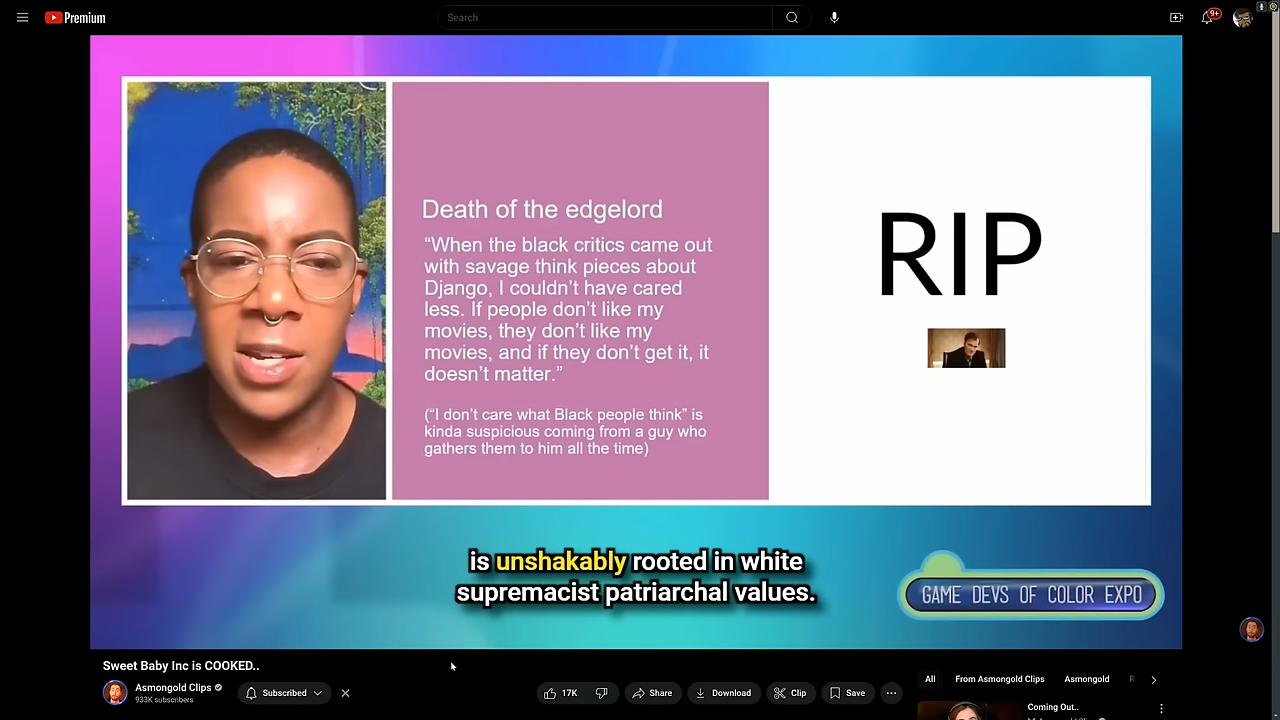 Premium
Search
9+
Death of the edgelord
“When the black critics came out
with savage think pieces about
Django, I couldn’t have cared
less. If people don’t like my
movies, they don’t like my
movies, and if they don’t get it, it
doesn’t matter.”
(“I don’t care what Black people think” is
kinda suspicious coming from a guy who
gathers them to him all the time)
RIP
is unshakably rooted in white
supremacist patriarchal values.
GAME DEVS OF COLOR EXPO
Sweet Baby Inc is COOKED..
Asmongold Clips
933K subscribers
Subscribed
17K
Share
Download
Clip
Save
All
From Asmongold Clips
Asmongold
Coming Out..